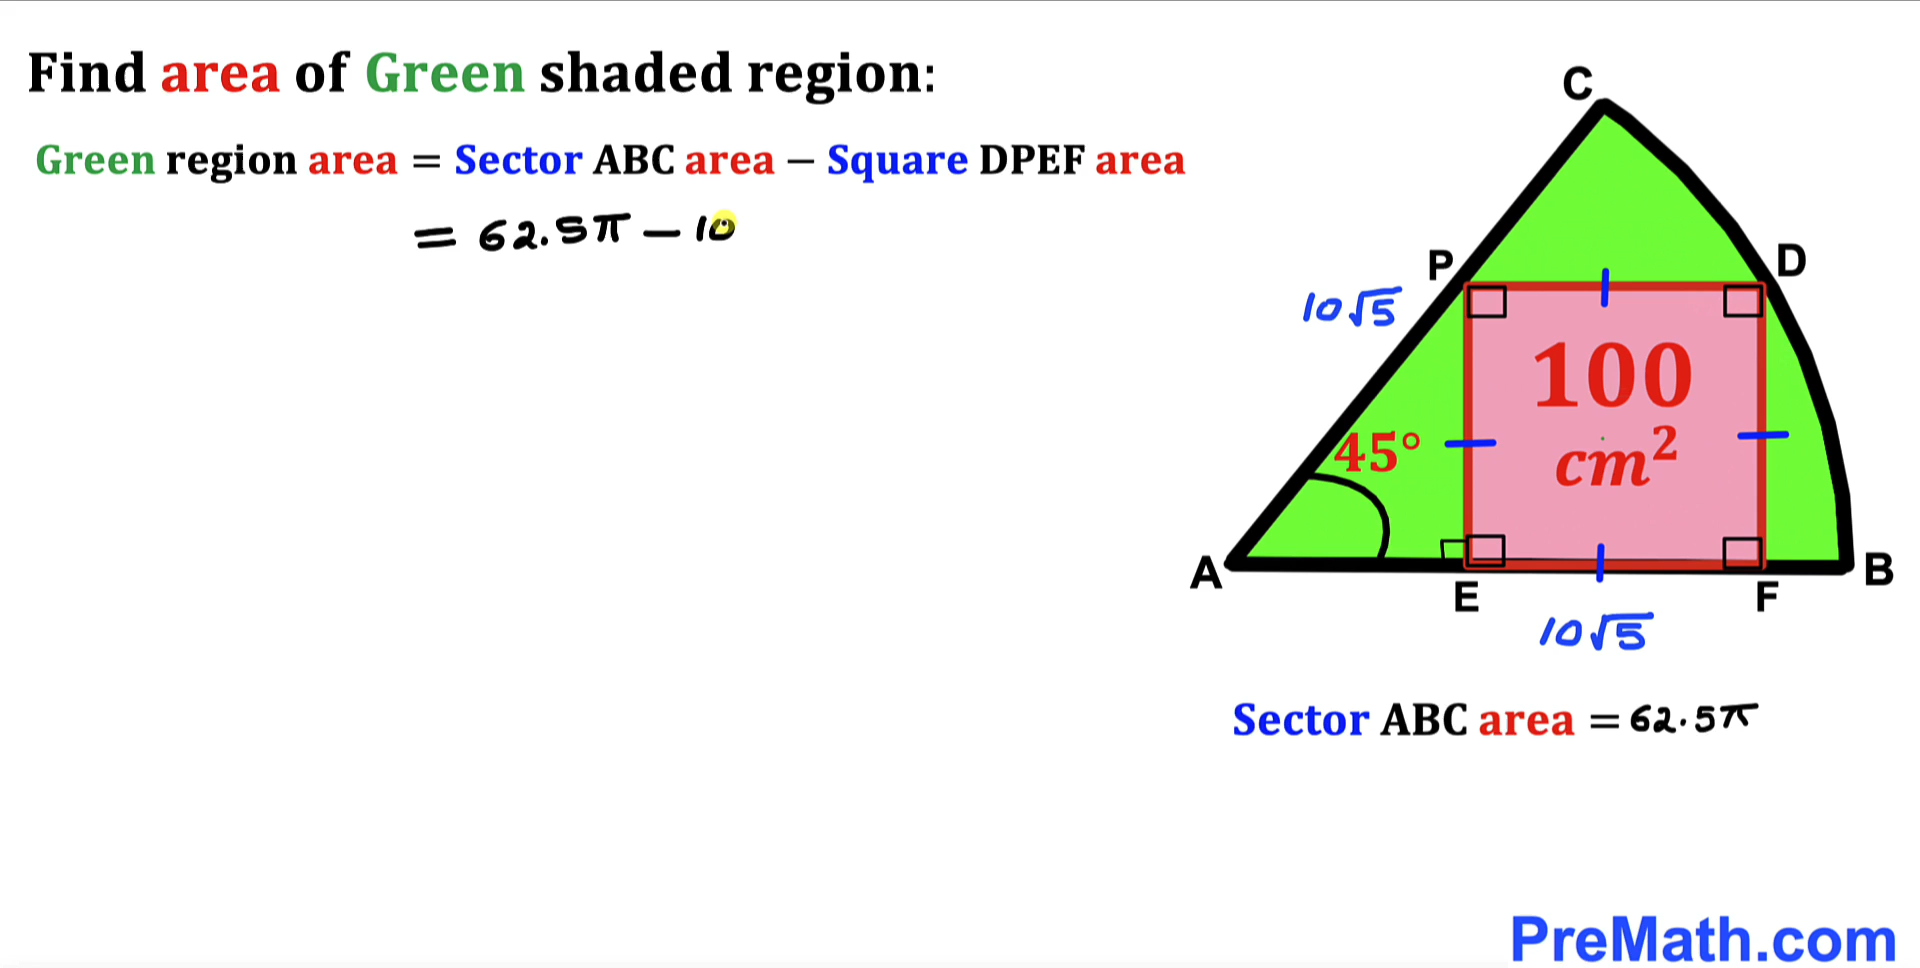 Find area of Green shaded region:
Green region area = Sector ABC area − Square DPEF area
= 62.5π − 10
C
P
D
10√5
100
cm²
45°
A
B
E
F
10√5
Sector ABC area = 62.5π
PreMath.com